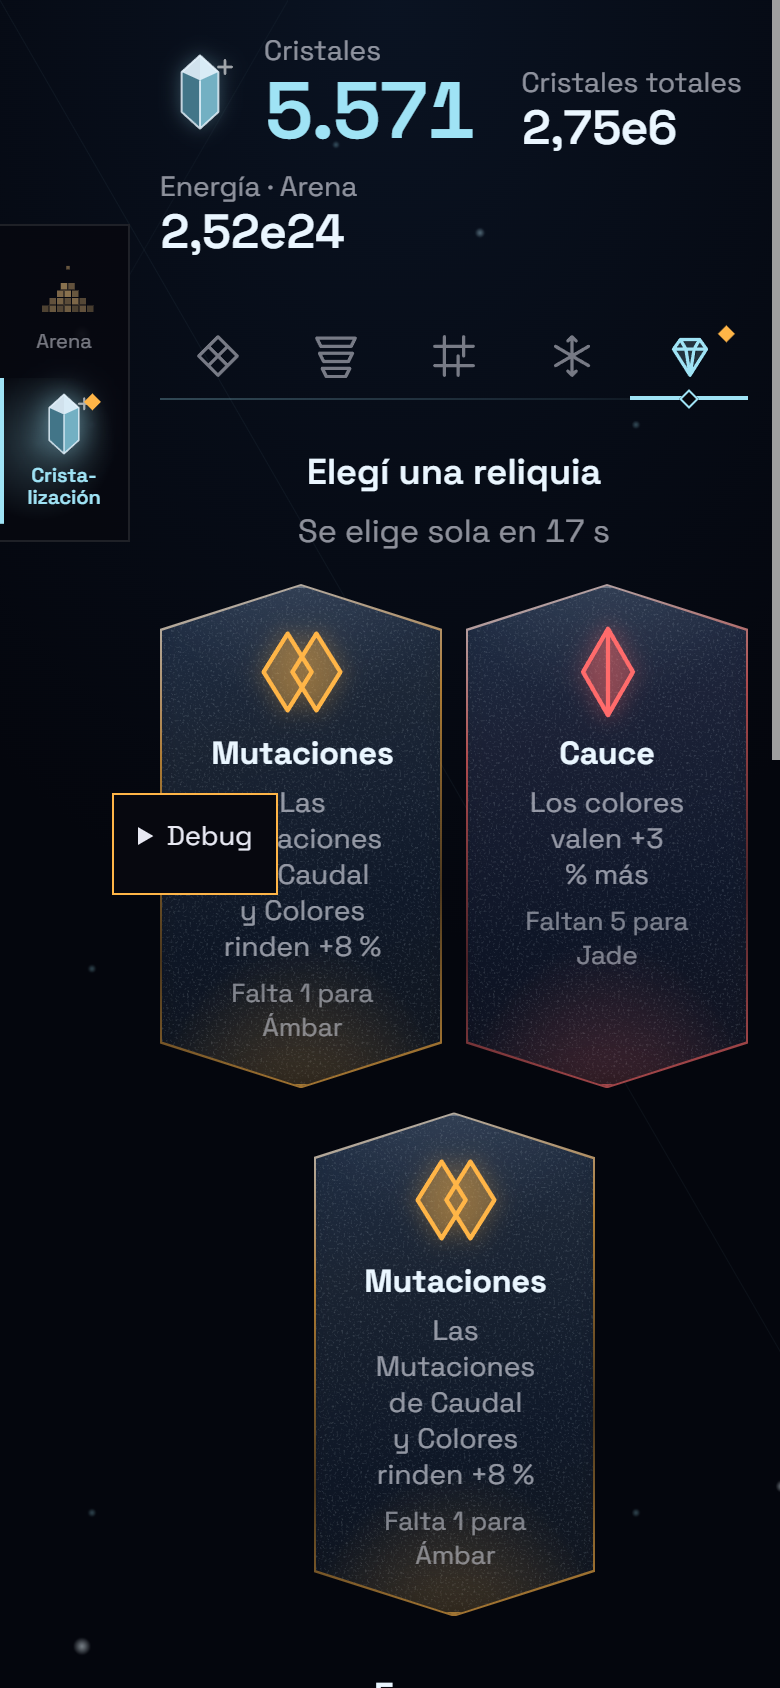 Cristales
5.571
Cristales totales
2,75e6
Energía · Arena
2,52e24
Arena
Crista-
lización
Elegí una reliquia
Se elige sola en 17 s
Mutaciones
Las
aciones
Caudal
y Colores
rinden +8 %
Falta 1 para
Ámbar
Debug
Cauce
Los colores
valen +3
% más
Faltan 5 para
Jade
Mutaciones
Las
Mutaciones
de Caudal
y Colores
rinden +8 %
Falta 1 para
Ámbar